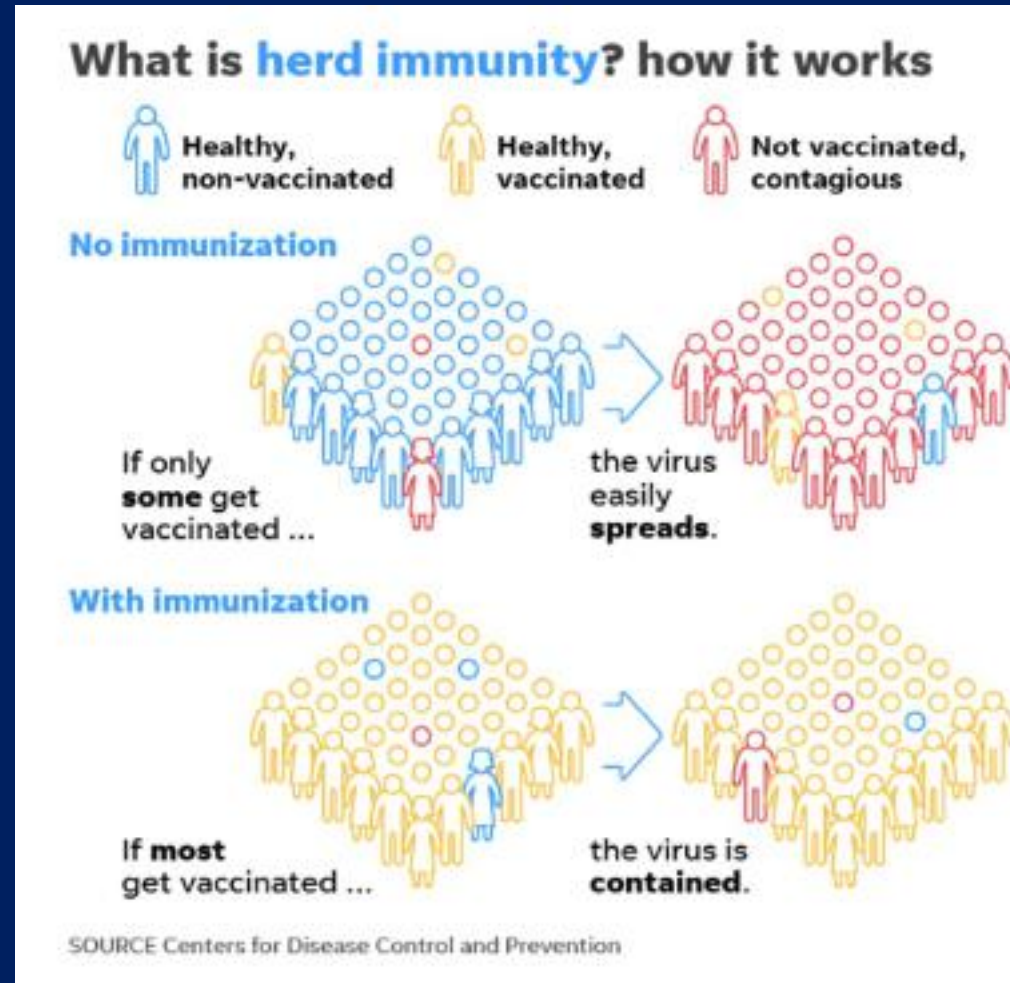 What is herd immunity? how it works
Healthy,
non-vaccinated
Healthy,
vaccinated
Not vaccinated,
contagious
No immunization
If only
some get
vaccinated ...
the virus
easily
spreads.
With immunization
If most
get vaccinated ...
the virus is
contained.
SOURCE Centers for Disease Control and Prevention